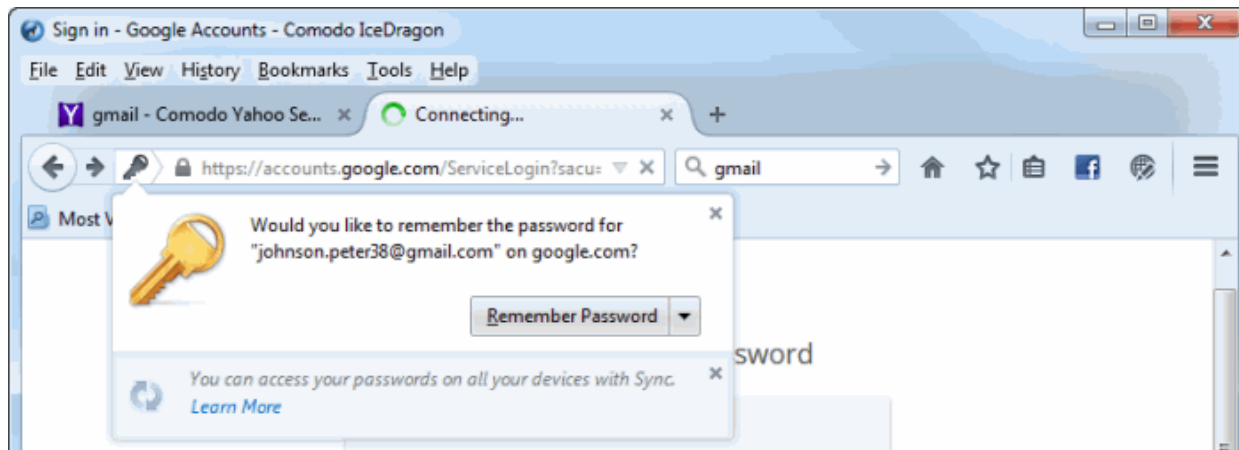 Sign in - Google Accounts - Comodo IceDragon
File Edit View History Bookmarks Tools Help
gmail - Comodo Yahoo Se... Connecting...
https://accounts.google.com/ServiceLogin?sacu= gmail
Most
Would you like to remember the password for
"johnson.peter38@gmail.com" on google.com?
Remember Password
sword
You can access your passwords on all your devices with Sync.
Learn More